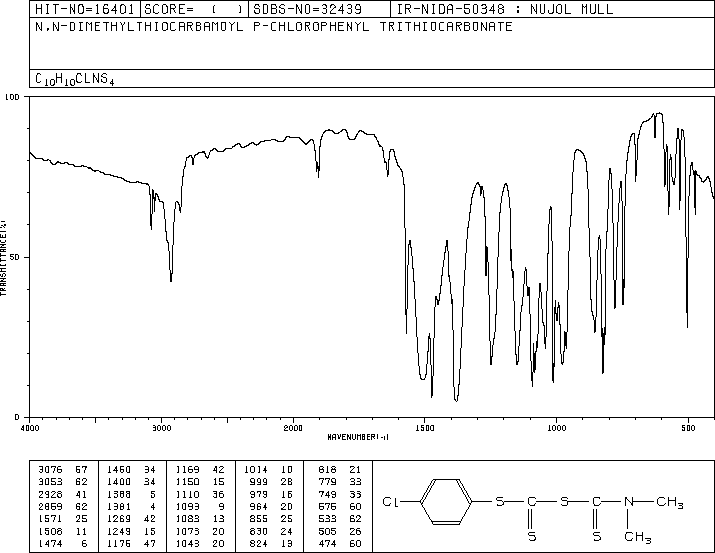 HIT-NO=16401 SCORE= ( ) SDBS-NO=32439 IR-NIDA-50348 : NUJOL MULL
N,N-DIMETHYLTHIOCARBAMOYL P-CHLOROPHENYL TRITHIOCARBONATE
C10H10CLNS4
100
50
0
TRANSMITTANCE(%)
4000 3000 2000 1500 1000 500
WAVENUMBER(-1)
3076 57 1460 34 1169 42 1014 10 818 21
3053 62 1400 34 1150 15 999 28 779 33
2928 41 1388 5 1110 36 979 16 749 33
2869 62 1381 4 1093 9 964 20 676 60
1571 25 1269 42 1083 13 855 25 533 62
1508 11 1249 15 1073 20 830 24 505 26
1474 6 1176 47 1043 20 824 13 474 60
Cl S C S C N CH3
S S CH3